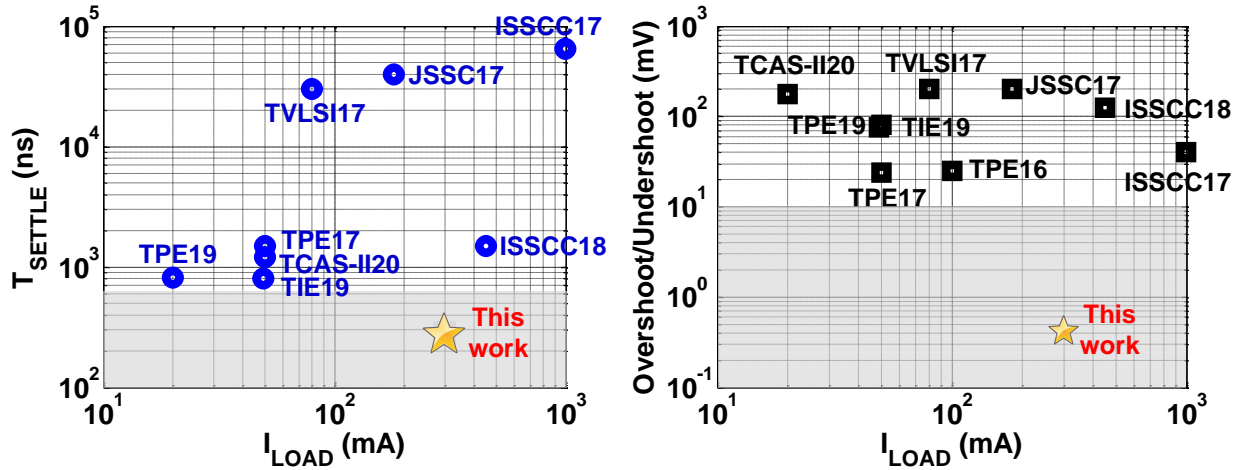 10^5
10^4
10^3
10^2
T_SETTLE (ns)
ISSCC17
JSSC17
TVLSI17
TPE17
TPE19
ISSCC18
TCAS-II20
TIE19
This
work
10^1
10^2
10^3
I_LOAD (mA)
10^3
10^2
10^1
10^0
10^-1
Overshoot/Undershoot (mV)
TCAS-II20
TVLSI17
JSSC17
ISSCC18
TPE19
TIE19
TPE16
ISSCC17
TPE17
This
work
10^1
10^2
10^3
I_LOAD (mA)